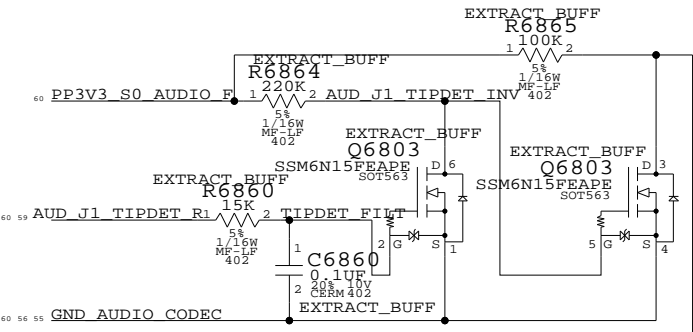 EXTRACT_BUFF
R6865
100K
1 2
5%
1/16W
MF-LF
402
EXTRACT_BUFF
R6864
220K
60 PP3V3_S0_AUDIO_F 1 2 AUD_J1_TIPDET_INV
5%
1/16W
MF-LF
402
EXTRACT_BUFF
Q6803
SSM6N15FEAPE
SOT563
D 6
2 G S 1
EXTRACT_BUFF
Q6803
SSM6N15FEAPE
SOT563
D 3
5 G S 4
EXTRACT_BUFF
R6860
15K
60 59 AUD_J1_TIPDET_R 1 2 TIPDET_FILT
5%
1/16W
MF-LF
402
1
C6860
0.1UF
2 20% 10V
CERM 402
EXTRACT_BUFF
60 56 55 GND_AUDIO_CODEC